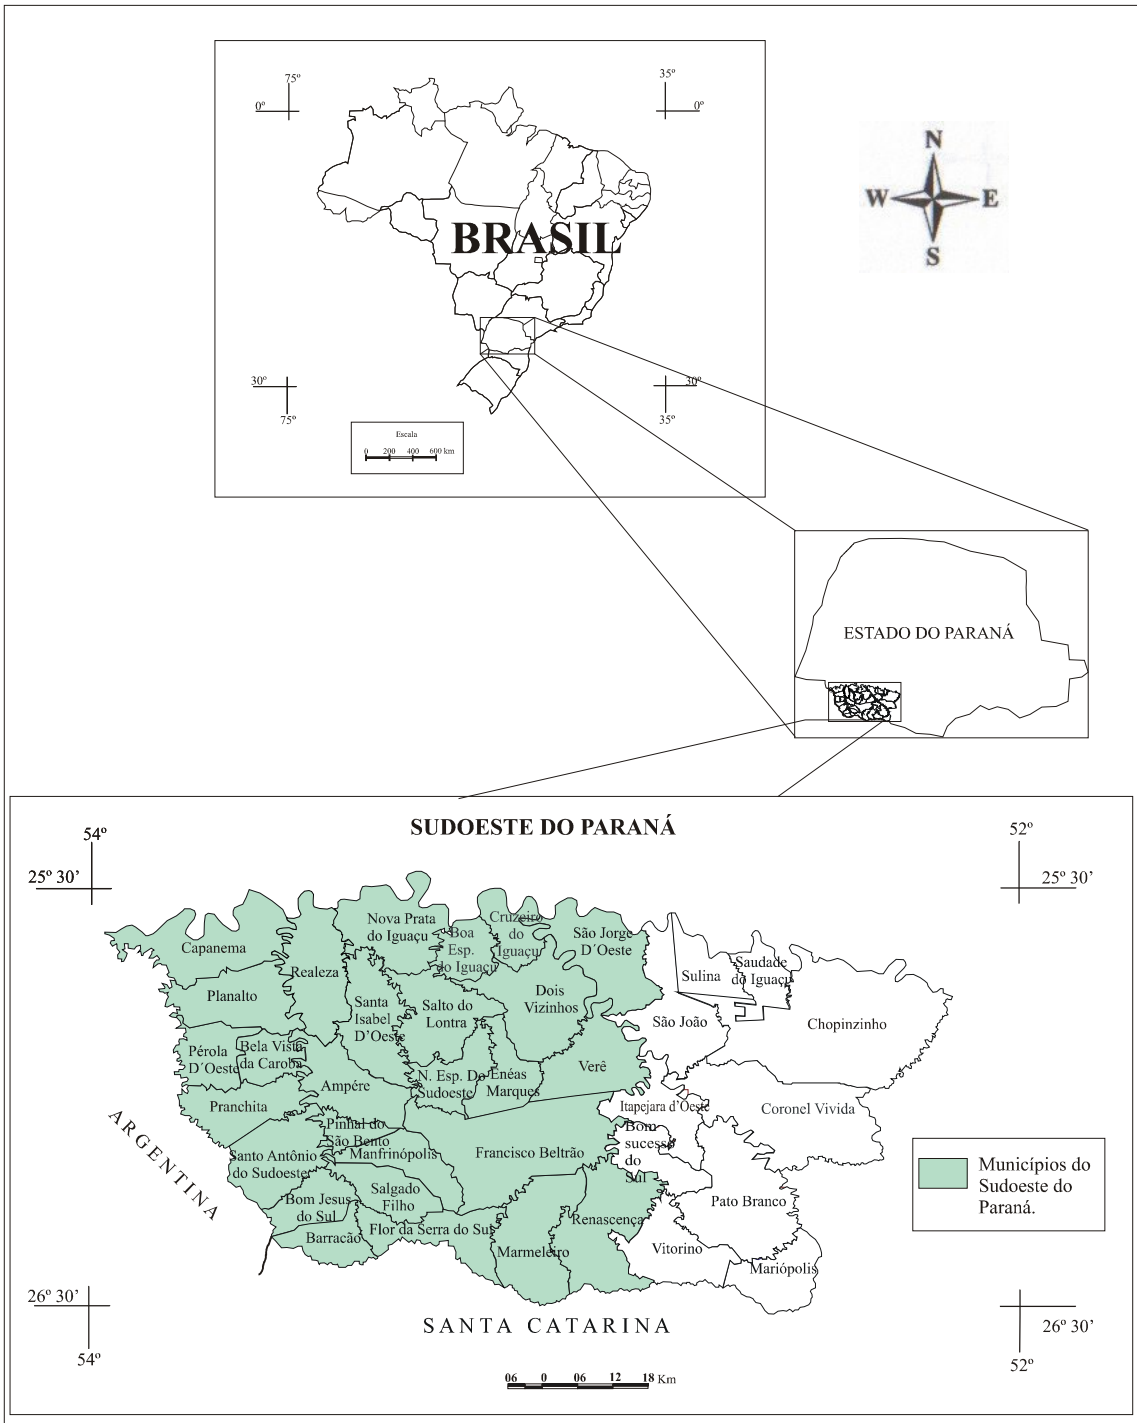 75º
35º
0º
0º
N
W
E
S
BRASIL
30º
30º
75º
35º
Escala
0 200 400 600 km
ESTADO DO PARANÁ
SUDOESTE DO PARANÁ
54º
52º
25º 30’
25º 30’
Capanema
Realeza
Nova Prata
do Iguaçu
Boa
Esp.
do Iguaçu
Cruzeiro
do
Iguaçu
São Jorge
D´Oeste
Sulina
Saudade
do Iguaçu
Planalto
Santa
Isabel
D’Oeste
Salto do
Lontra
Dois
Vizinhos
São João
Chopinzinho
Pérola
D´Oeste
Bela Vista
da Caroba
Ampére
N. Esp. Do
Sudoeste
Enéas
Marques
Verê
Pranchita
Itapejara d’Oeste
Coronel Vivida
Pinhal do
São Bento
Manfrinópolis
Francisco Beltrão
Bom
sucesso
do
Sul
Santo Antônio
do Sudoeste
ARGENTINA
Bom Jesus
do Sul
Salgado
Filho
Pato Branco
Renascença
Barracão
Flor da Serra do Sul
Marmeleiro
Vitorino
Mariópolis
Municípios do
Sudoeste do
Paraná.
26º 30’
26º 30’
SANTA CATARINA
54º
52º
06 0 06 12 18 Km